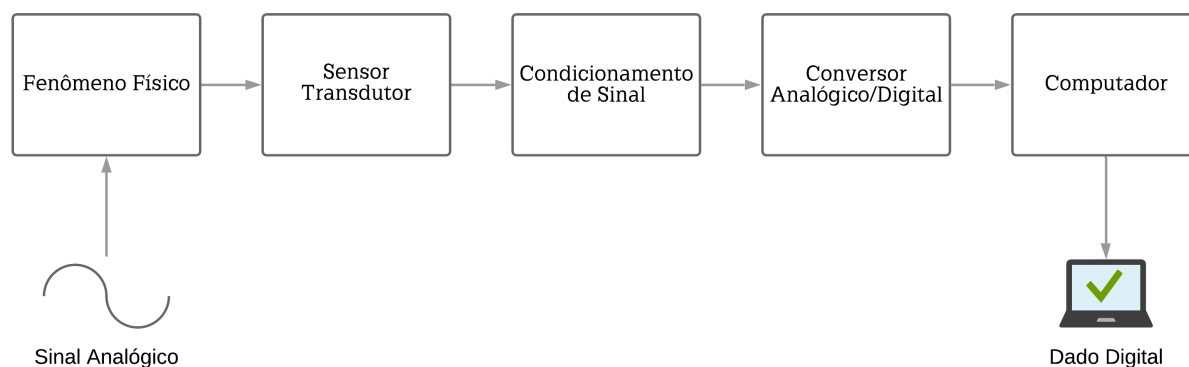 Fenômeno Físico
Sensor
Transdutor
Condicionamento
de Sinal
Conversor
Analógico/Digital
Computador
Sinal Analógico
Dado Digital